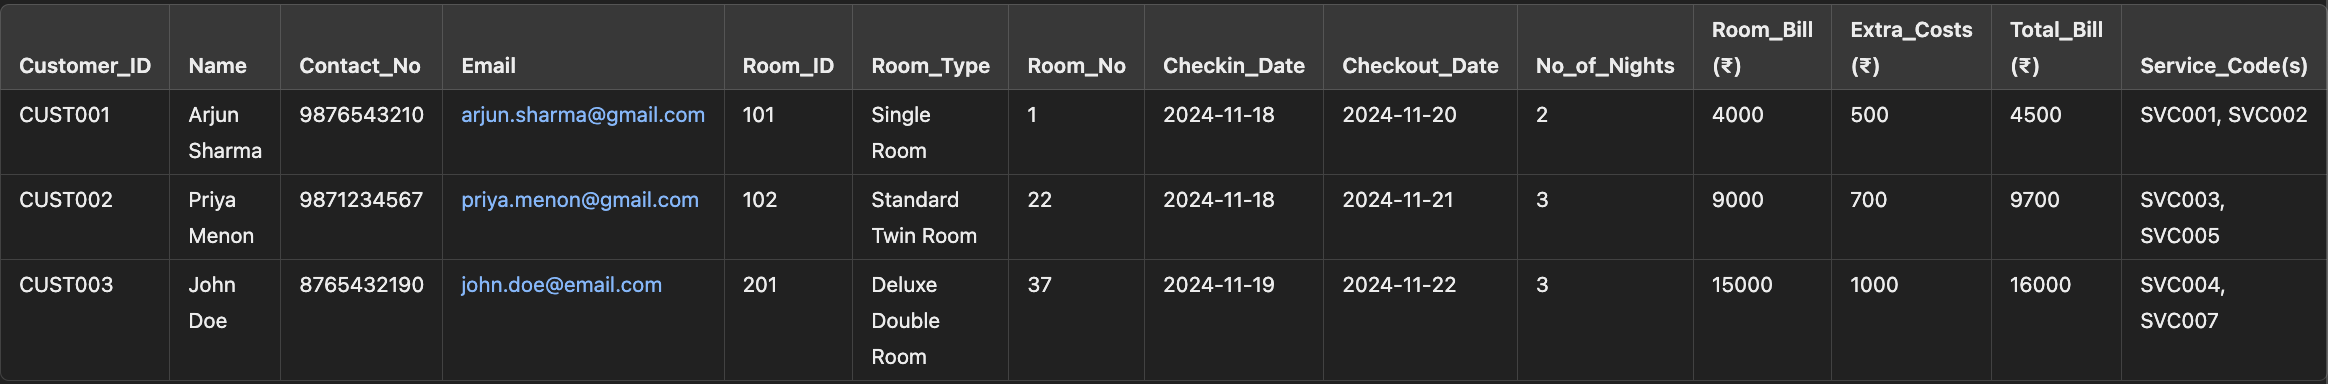 Customer_ID Name Contact_No Email Room_ID Room_Type Room_No Checkin_Date Checkout_Date No_of_Nights Room_Bill (₹) Extra_Costs (₹) Total_Bill (₹) Service_Code(s)
CUST001 Arjun Sharma 9876543210 arjun.sharma@gmail.com 101 Single Room 1 2024-11-18 2024-11-20 2 4000 500 4500 SVC001, SVC002
CUST002 Priya Menon 9871234567 priya.menon@gmail.com 102 Standard Twin Room 22 2024-11-18 2024-11-21 3 9000 700 9700 SVC003, SVC005
CUST003 John Doe 8765432190 john.doe@email.com 201 Deluxe Double Room 37 2024-11-19 2024-11-22 3 15000 1000 16000 SVC004, SVC007